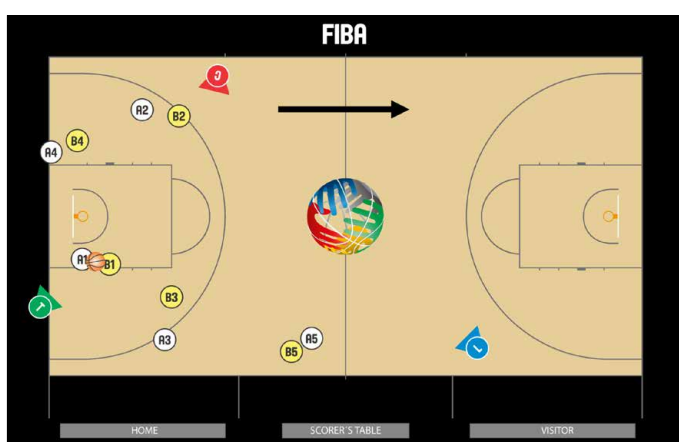 FIBA
C
A2
B2
B4
A4
A1
B1
B3
T
A3
A5
B5
L
HOME
SCORER'S TABLE
VISITOR